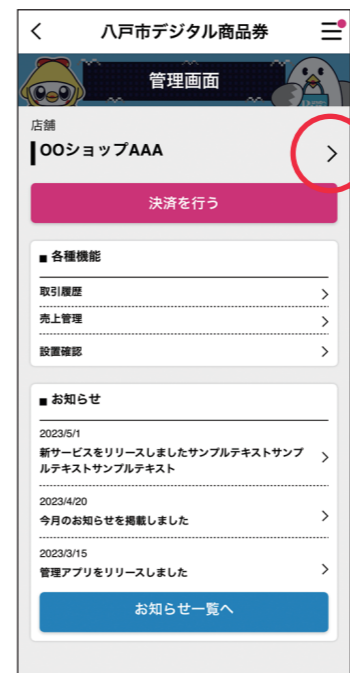 八戸市デジタル商品券
管理画面
店舗
OOショップAAA
決済を行う
■ 各種機能
取引履歴
売上管理
設置確認
■ お知らせ
2023/5/1
新サービスをリリースしましたサンプルテキストサンプ
ルテキストサンプルテキスト
2023/4/20
今月のお知らせを掲載しました
2023/3/15
管理アプリをリリースしました
お知らせ一覧へ